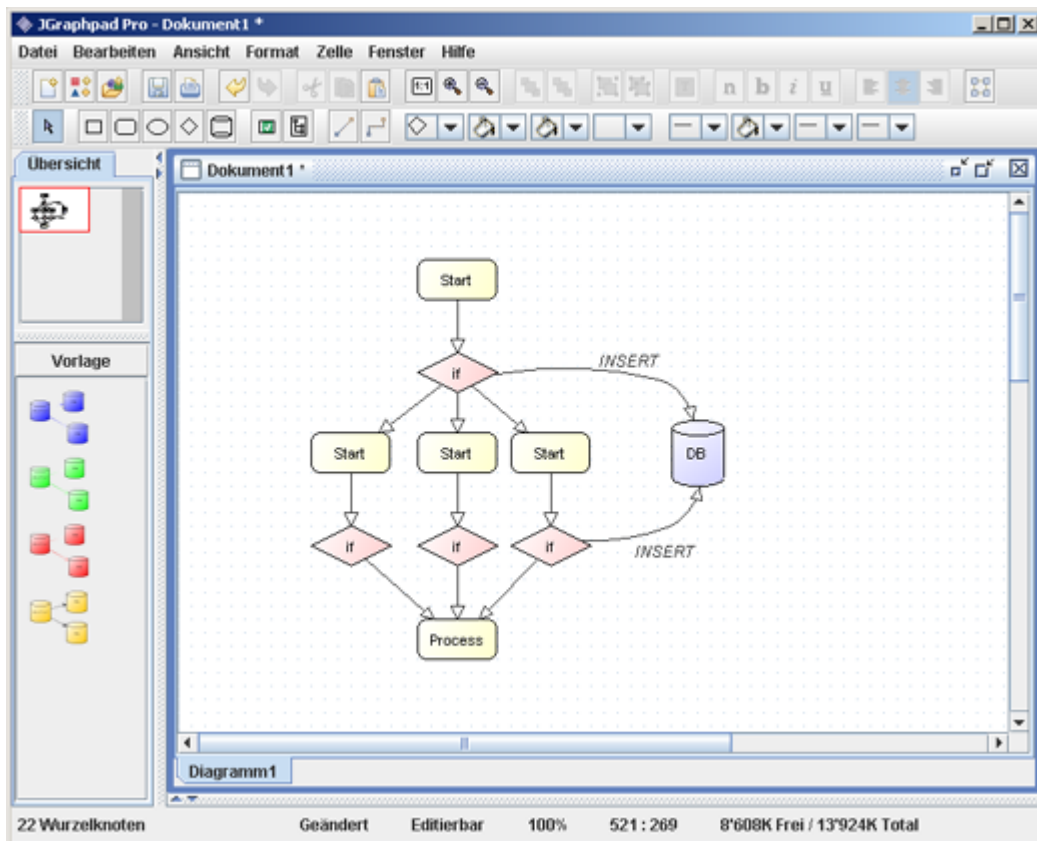 JGraphpad Pro - Dokument1 *
Datei Bearbeiten Ansicht Format Zelle Fenster Hilfe
1:1
n b i u
Übersicht
Dokument1 *
Vorlage
Start
if
INSERT
Start Start Start DB
if if if
INSERT
Process
Diagramm1
22 Wurzelknoten Geändert Editierbar 100% 521 : 269 8'608K Frei / 13'924K Total